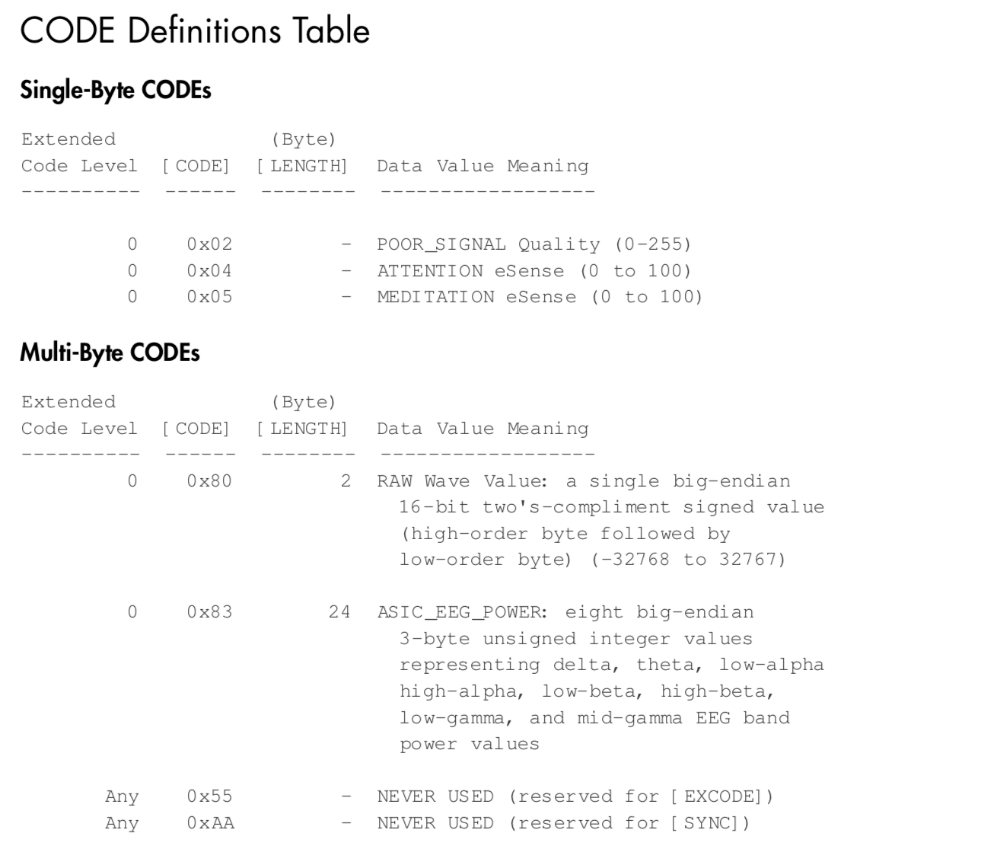 CODE Definitions Table
Single-Byte CODEs
Extended              (Byte)
Code Level  [CODE]  [LENGTH]  Data Value Meaning
----------  ------  --------  ------------------
         0    0x02         -  POOR_SIGNAL Quality (0-255)
         0    0x04         -  ATTENTION eSense (0 to 100)
         0    0x05         -  MEDITATION eSense (0 to 100)
Multi-Byte CODEs
Extended              (Byte)
Code Level  [CODE]  [LENGTH]  Data Value Meaning
----------  ------  --------  ------------------
         0    0x80         2  RAW Wave Value: a single big-endian
                                16-bit two's-compliment signed value
                                (high-order byte followed by
                                low-order byte) (-32768 to 32767)
         0    0x83        24  ASIC_EEG_POWER: eight big-endian
                                3-byte unsigned integer values
                                representing delta, theta, low-alpha
                                high-alpha, low-beta, high-beta,
                                low-gamma, and mid-gamma EEG band
                                power values
       Any    0x55         -  NEVER USED (reserved for [EXCODE])
       Any    0xAA         -  NEVER USED (reserved for [SYNC])